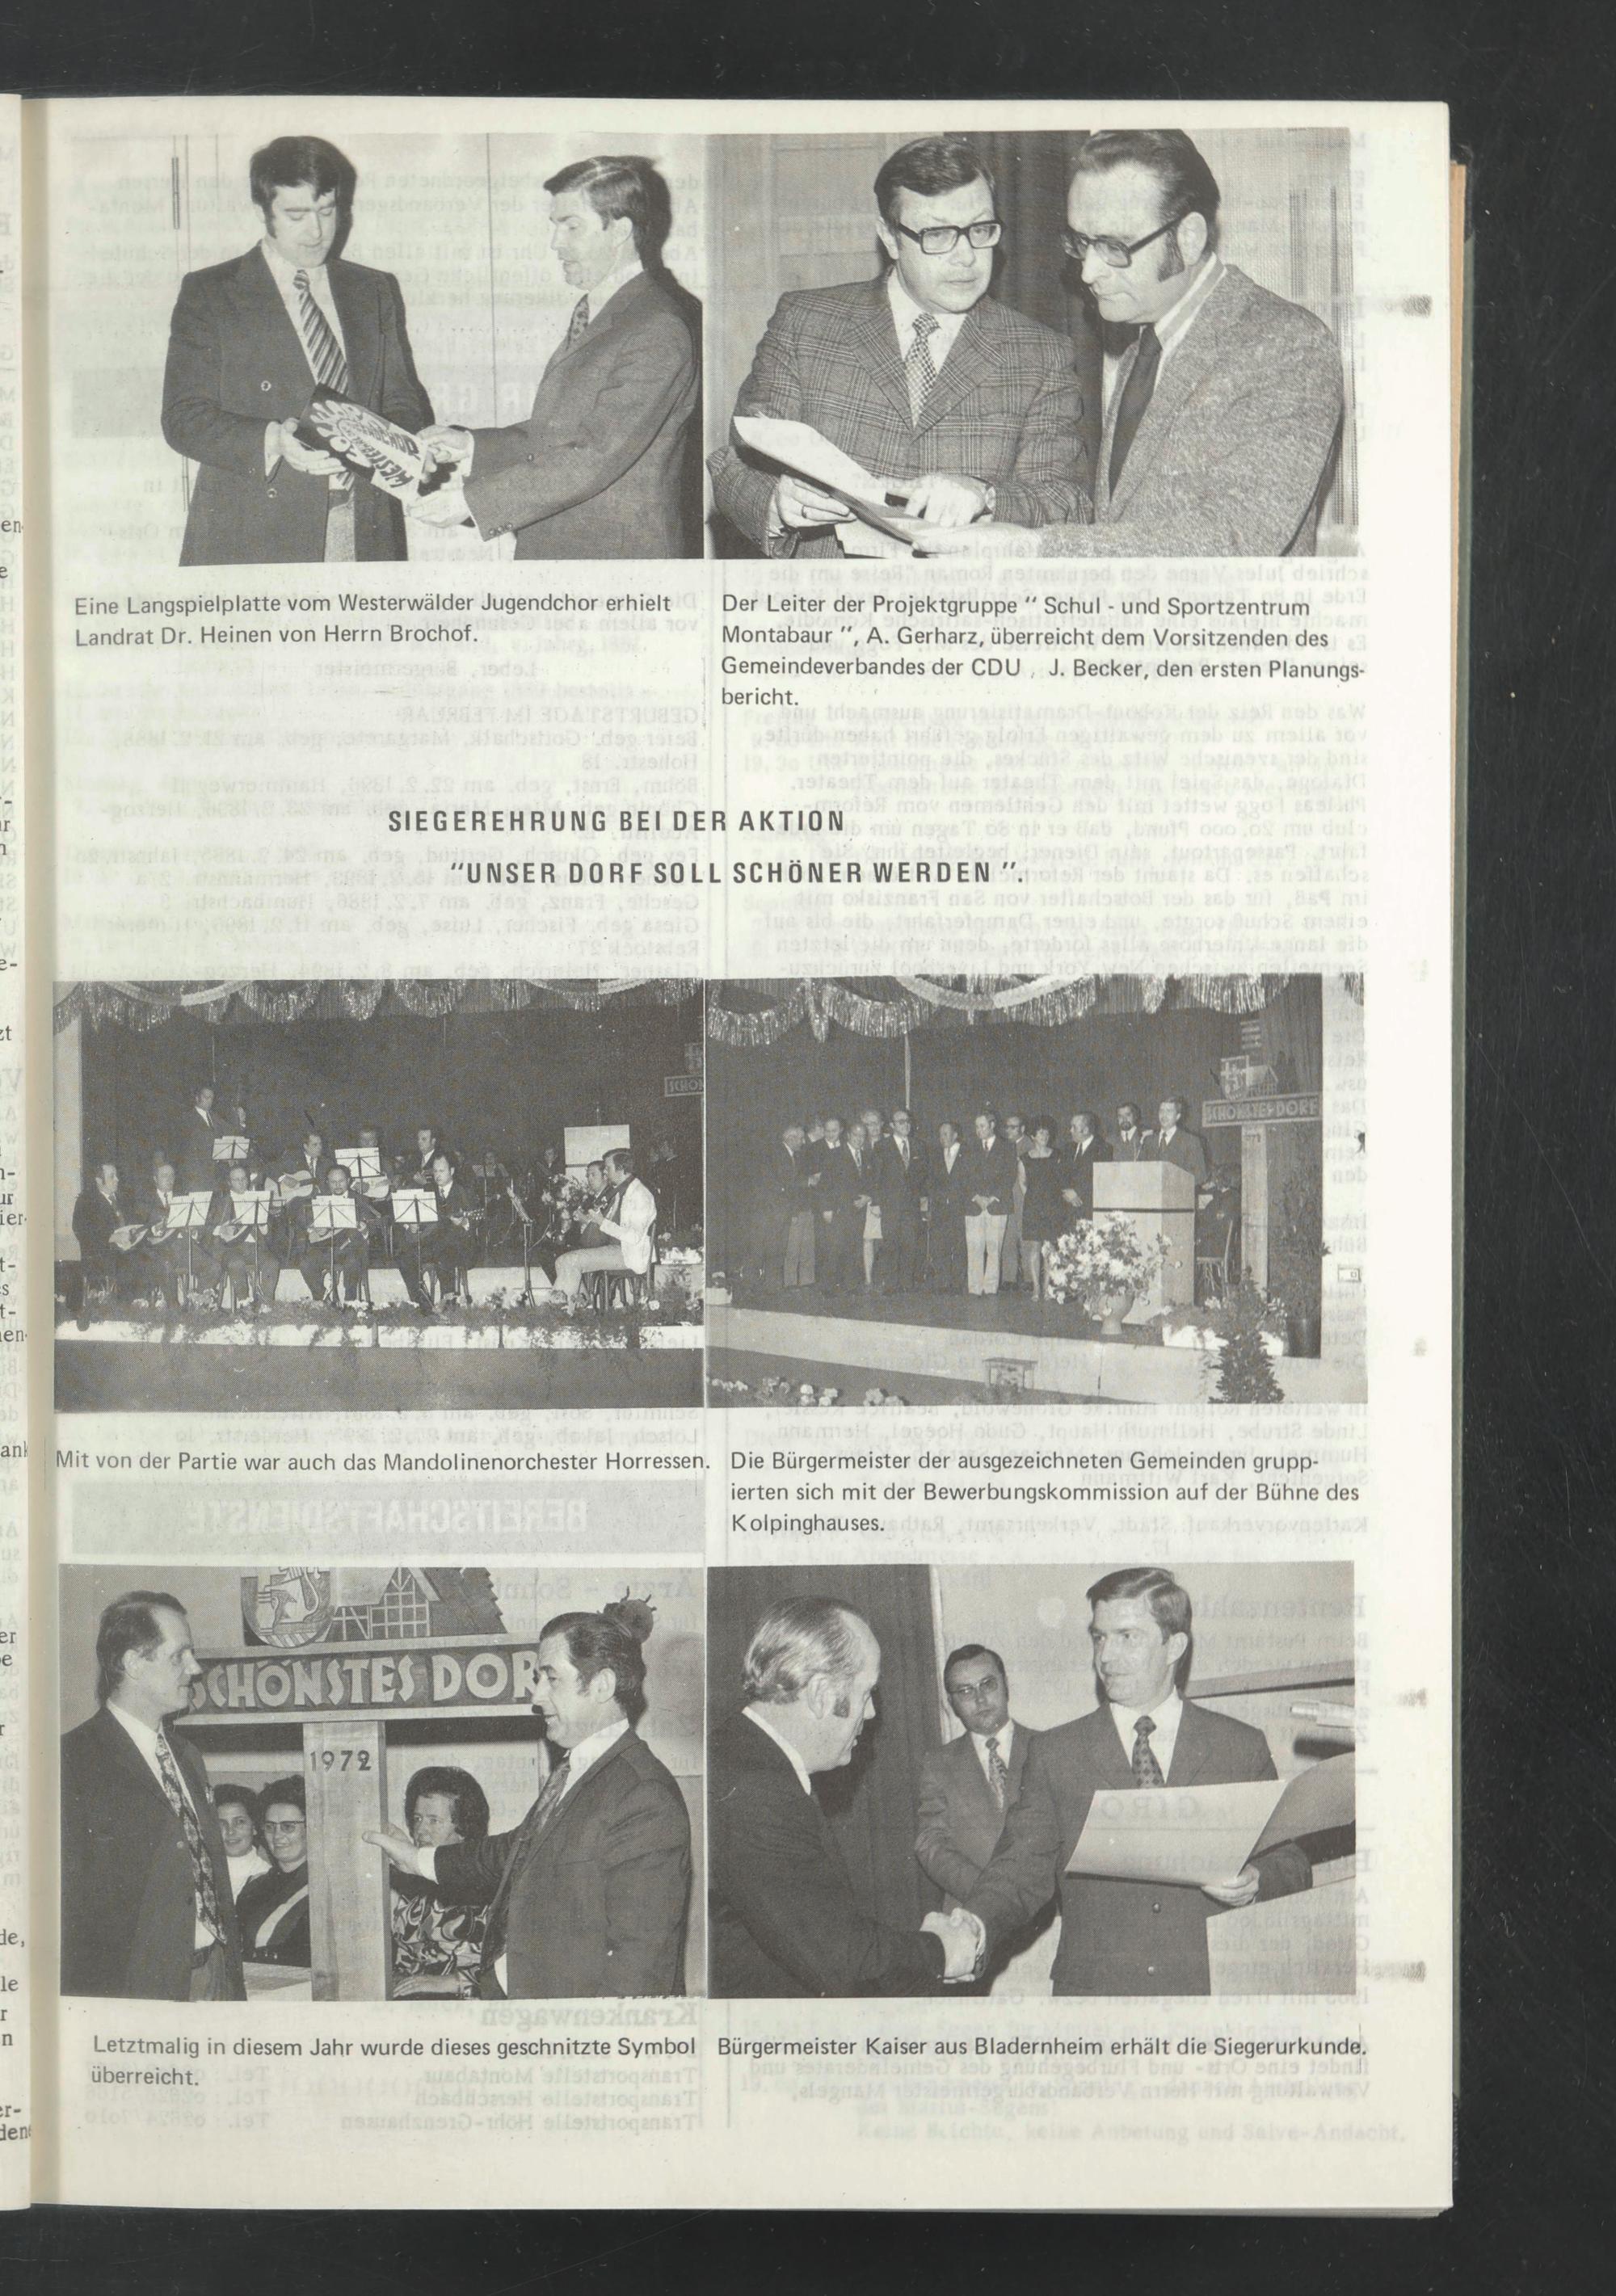 Eine Langspielplatte vom Westerwälder Jugendchor erhielt
Landrat Dr. Heinen von Herrn Brochof.
Der Leiter der Projektgruppe " Schul - und Sportzentrum
Montabaur ", A. Gerharz, überreicht dem Vorsitzenden des
Gemeindeverbandes der CDU , J. Becker, den ersten Planungs-
bericht.
SIEGEREHRUNG BEI DER AKTION
"UNSER DORF SOLL SCHÖNER WERDEN ".
SCHÖN
SCHÖNSTES DORF
Mit von der Partie war auch das Mandolinenorchester Horressen.
Die Bürgermeister der ausgezeichneten Gemeinden grupp-
ierten sich mit der Bewerbungskommission auf der Bühne des
Kolpinghauses.
SCHÖNSTES DORF
1972
Letztmalig in diesem Jahr wurde dieses geschnitzte Symbol
überreicht.
Bürgermeister Kaiser aus Bladernheim erhält die Siegerurkunde.